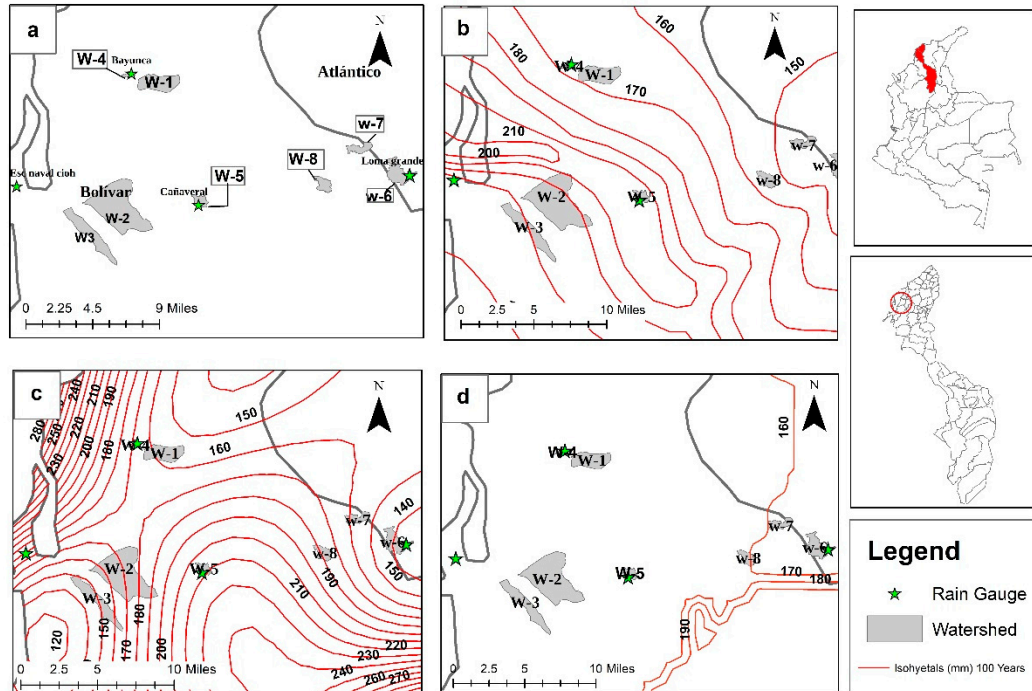 a
N
W-4
Bayunca
W-1
Atlántico
w-7
W-8
Loma grande
Esc naval cioh
Bolívar
Cañaveral
W-5
w-6
W-2
W3
0 2.25 4.5 9 Miles
b
N
160
180
150
W-4
W-1
170
210
200
w-7
w-6
w-8
W-2
W-5
W-3
0 2.5 5 10 Miles
c
N
240
210
190
280
250
220
200
230
180
150
W-4
W-1
160
140
w-7
w-6
w-8
150
W-2
W-5
190
W-3
210
180
150
120
170
200
220
230
240
260
270
0 2.5 5 10 Miles
d
N
160
W-4
W-1
w-7
w-6
w-8
170
180
W-2
W-5
W-3
190
0 2.5 5 10 Miles
Legend
Rain Gauge
Watershed
Isohyetals (mm) 100 Years